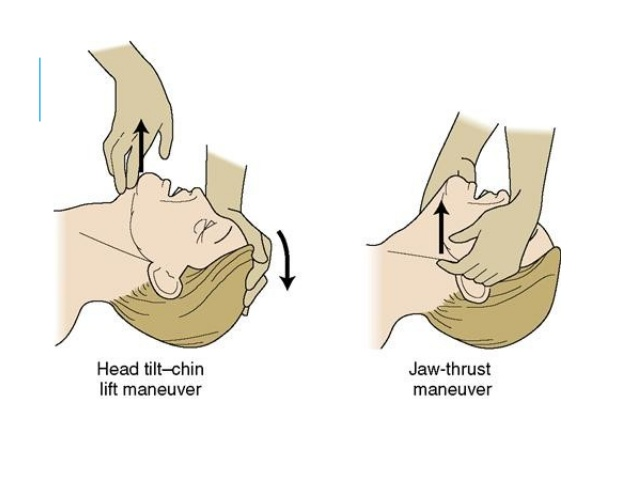 Head tilt–chin
lift maneuver
Jaw-thrust
maneuver